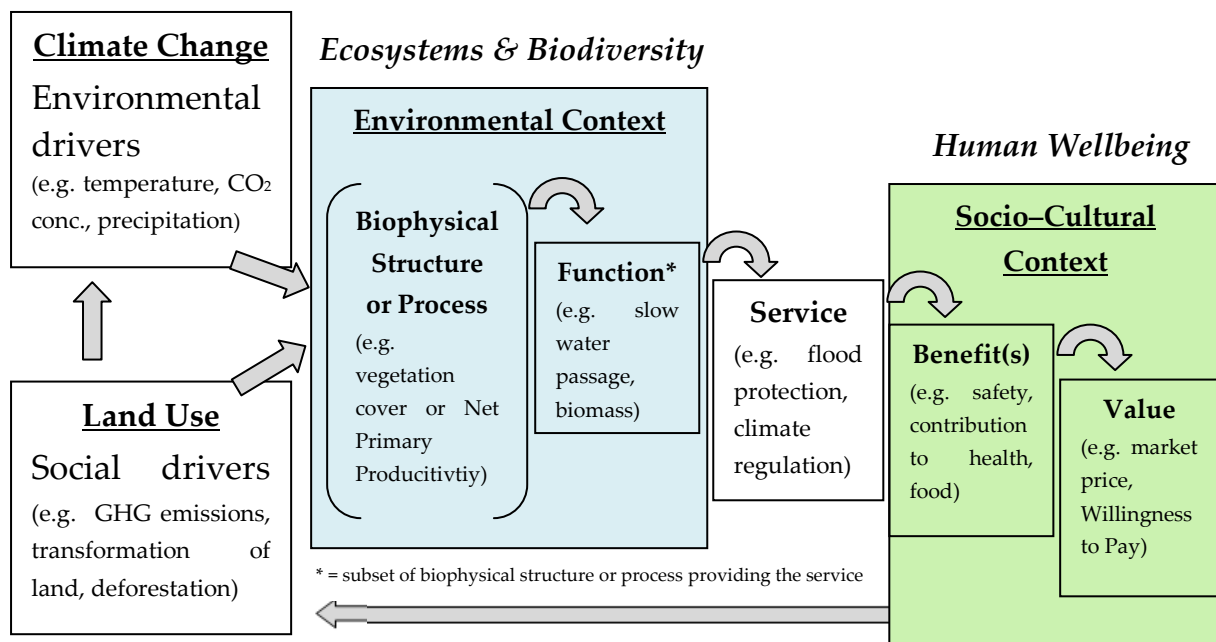 Climate Change
Environmental
drivers
(e.g. temperature, CO₂
conc., precipitation)
Land Use
Social drivers
(e.g. GHG emissions,
transformation of
land, deforestation)
Ecosystems & Biodiversity
Environmental Context
Biophysical
Structure
or Process
(e.g.
vegetation
cover or Net
Primary
Producitivtiy)
Function*
(e.g. slow
water
passage,
biomass)
Service
(e.g. flood
protection,
climate
regulation)
Human Wellbeing
Socio–Cultural
Context
Benefit(s)
(e.g. safety,
contribution
to health,
food)
Value
(e.g. market
price,
Willingness
to Pay)
* = subset of biophysical structure or process providing the service